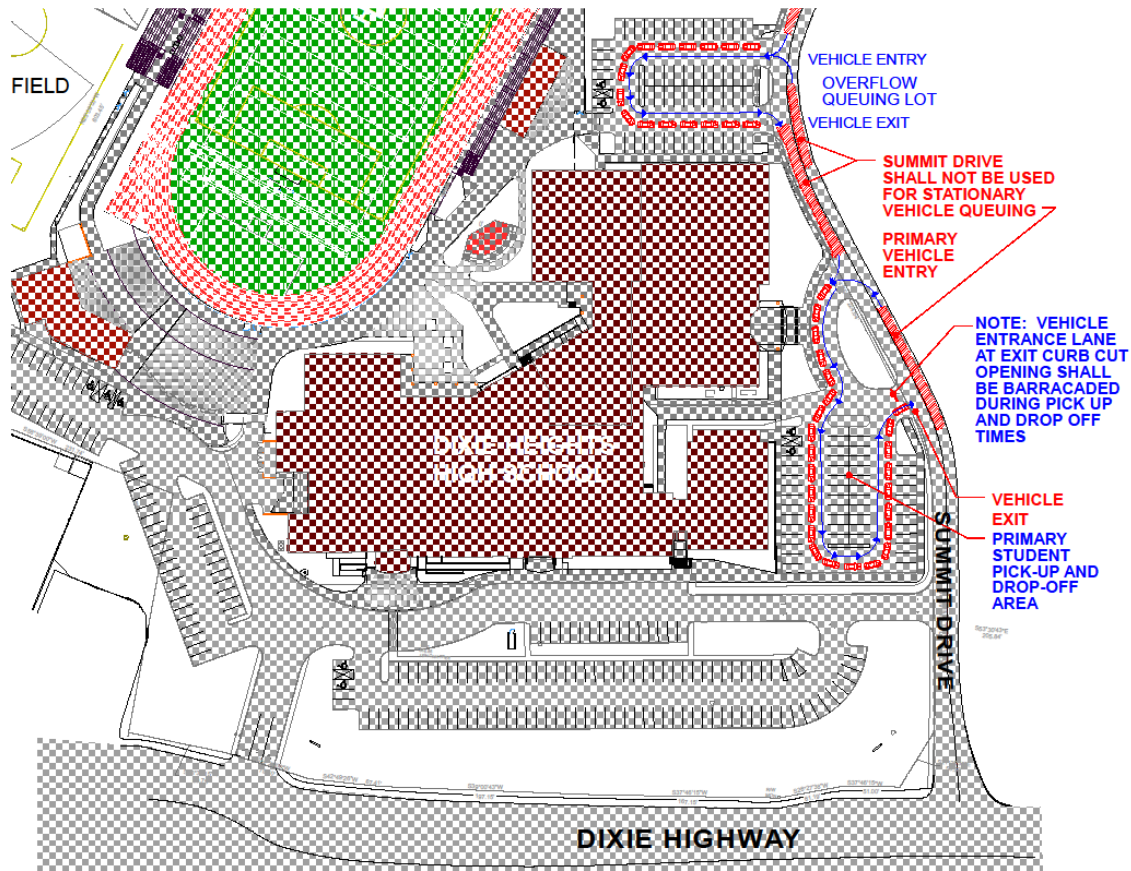 FIELD
VEHICLE ENTRY
OVERFLOW
QUEUING LOT
VEHICLE EXIT
SUMMIT DRIVE
SHALL NOT BE USED
FOR STATIONARY
VEHICLE QUEUING
PRIMARY
VEHICLE
ENTRY
NOTE: VEHICLE
ENTRANCE LANE
AT EXIT CURB CUT
OPENING SHALL
BE BARRACADED
DURING PICK UP
AND DROP OFF
TIMES
DIXIE HEIGHTS
HIGH SCHOOL
VEHICLE
EXIT
PRIMARY
STUDENT
PICK-UP AND
DROP-OFF
AREA
SUMMIT DRIVE
DIXIE HIGHWAY